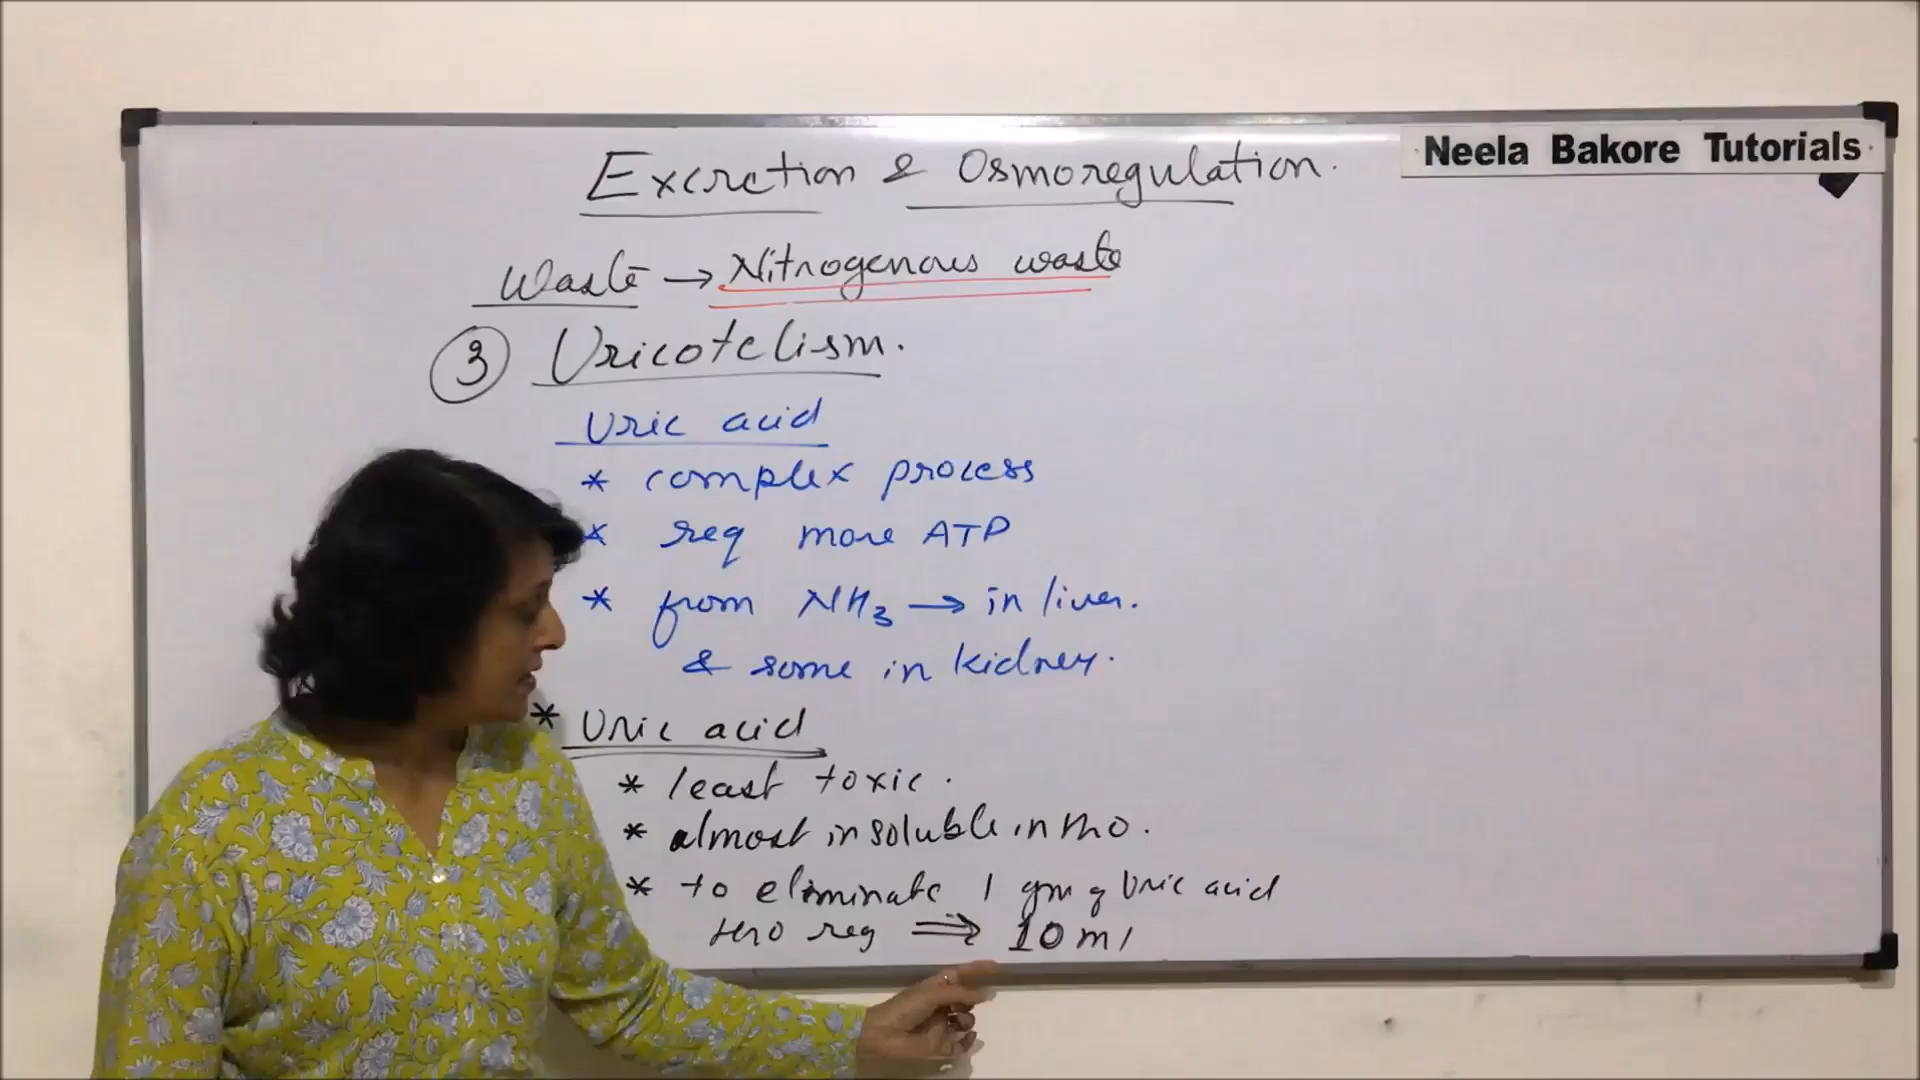 Neela Bakore Tutorials
Excretion & Osmoregulation.
Waste → Nitrogenous waste
3 Uricotelism.
Uric acid
* complex process
* req more ATP
* from NH3 → in liver.
& some in kidney.
* Uric acid
* least toxic.
* almost insoluble in H2O.
* to eliminate 1 gm of Uric acid
H2O req ⇒ 10 ml